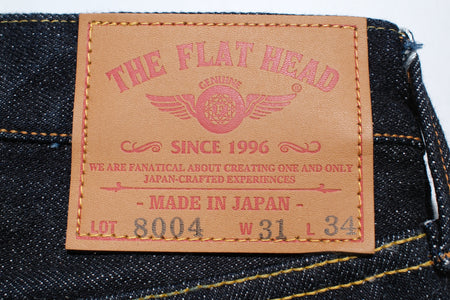 THE FLAT HEAD
GENUINE
F
®
SINCE 1996
WE ARE FANATICAL ABOUT CREATING ONE AND ONLY
JAPAN-CRAFTED EXPERIENCES
- MADE IN JAPAN -
LOT 8004 W 31 L 34